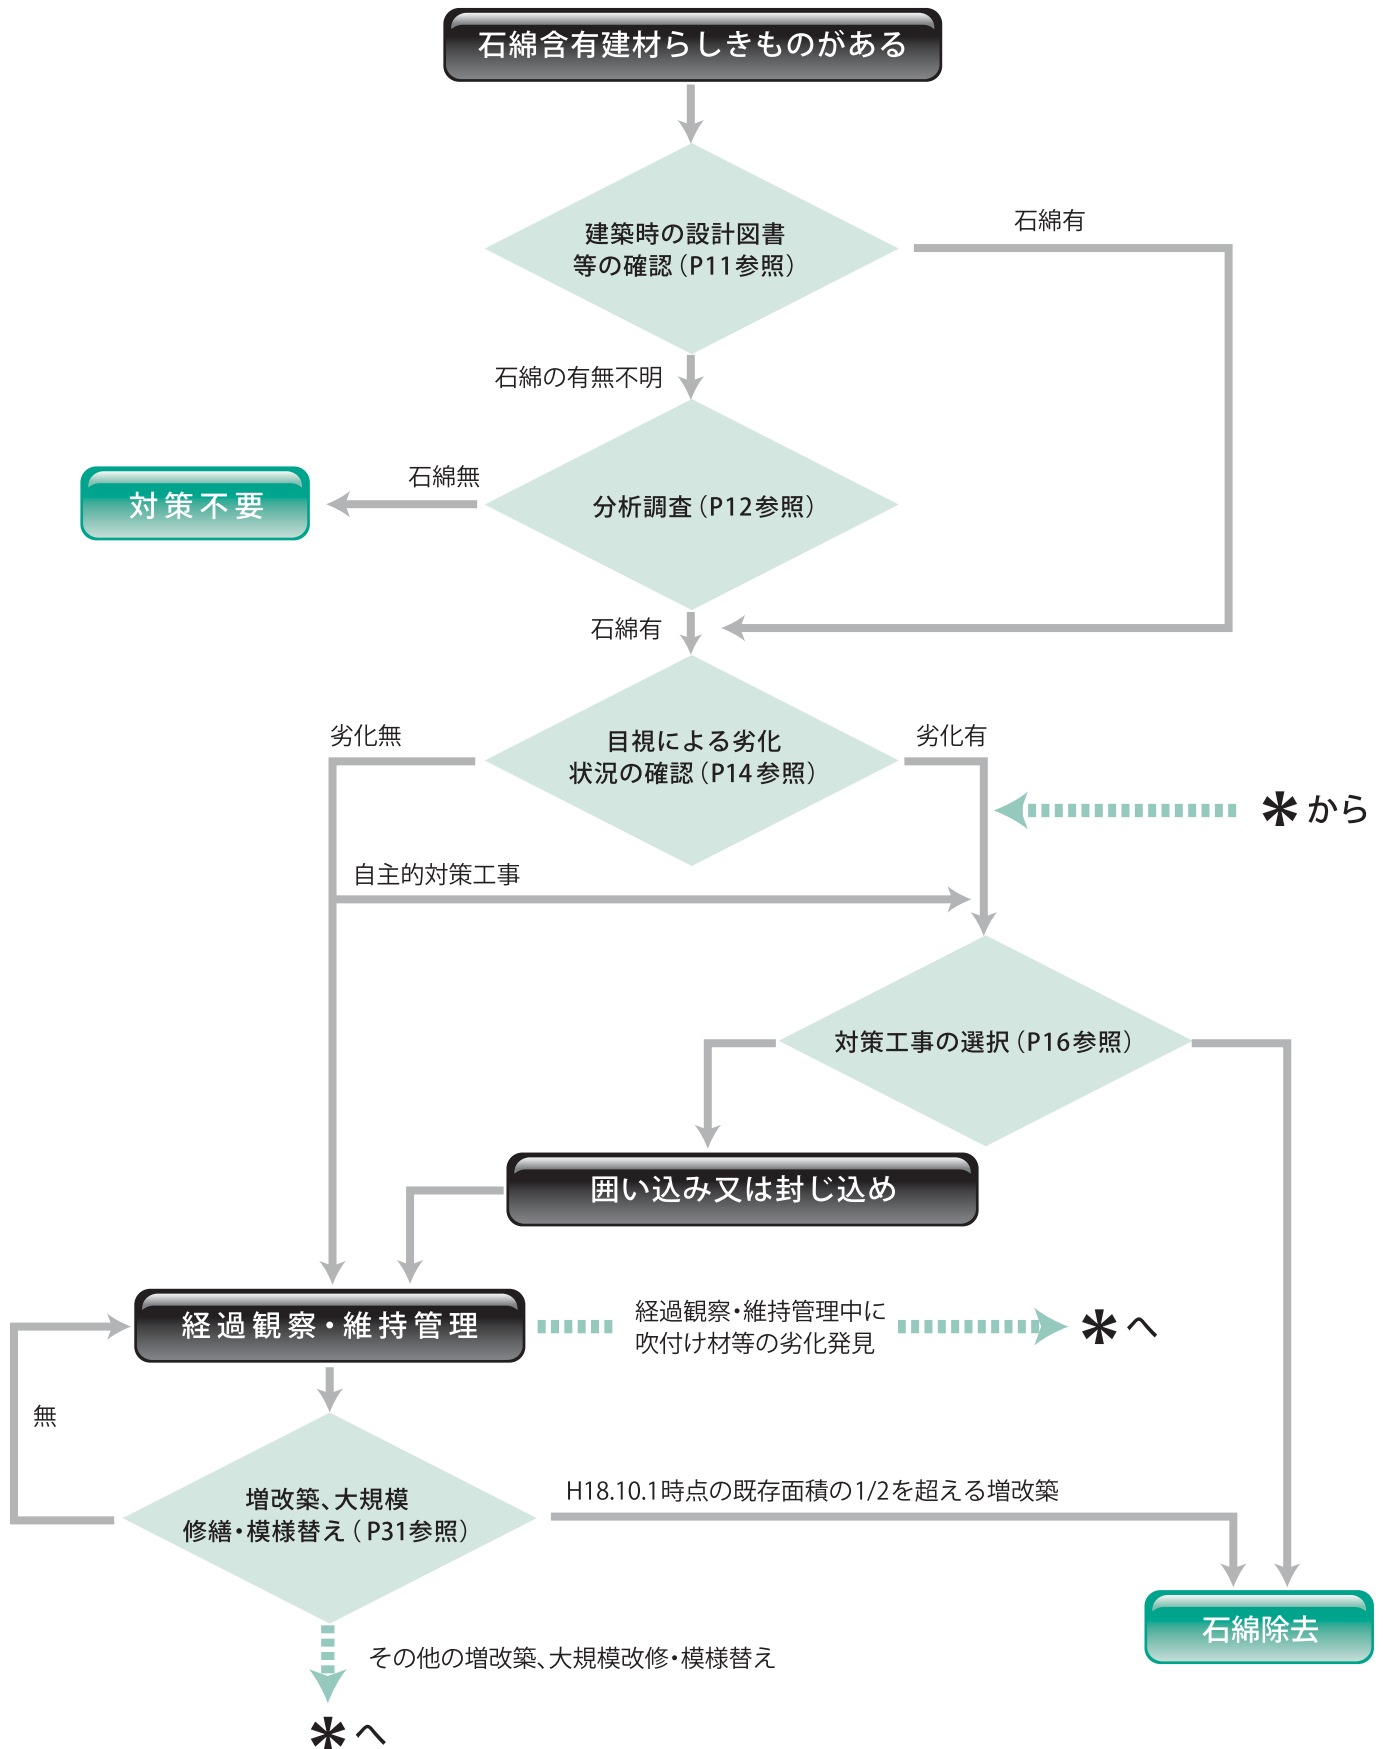 石綿含有建材らしきものがある
建築時の設計図書
等の確認（P11参照）
石綿有
石綿の有無不明
石綿無
対策不要
分析調査（P12参照）
石綿有
劣化無
目視による劣化
状況の確認（P14参照）
劣化有
＊から
自主的対策工事
対策工事の選択（P16参照）
囲い込み又は封じ込め
経過観察・維持管理
経過観察・維持管理中に
吹付け材等の劣化発見
＊へ
無
増改築、大規模
修繕・模様替え（P31参照）
H18.10.1時点の既存面積の1/2を超える増改築
石綿除去
その他の増改築、大規模改修・模様替え
＊へ